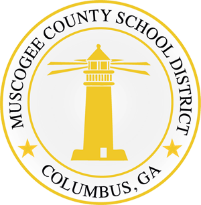 MUSCOGEE COUNTY SCHOOL DISTRICT
COLUMBUS, GA